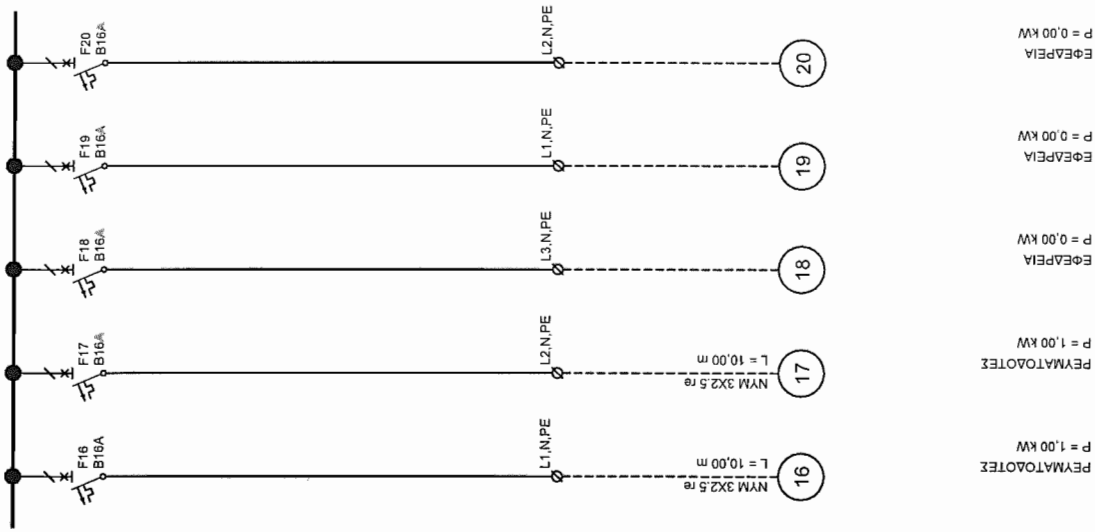 F20
B16A
L2,N,PE
20
ΕΦΕΔΡΕΙΑ
P = 0,00 kW
F19
B16A
L1,N,PE
19
ΕΦΕΔΡΕΙΑ
P = 0,00 kW
F18
B16A
L3,N,PE
18
ΕΦΕΔΡΕΙΑ
P = 0,00 kW
F17
B16A
L2,N,PE
NYM 3X2.5 re
L = 10,00 m
17
ΡΕΥΜΑΤΟΔΟΤΕΣ
P = 1,00 kW
F16
B16A
L1,N,PE
NYM 3X2.5 re
L = 10,00 m
16
ΡΕΥΜΑΤΟΔΟΤΕΣ
P = 1,00 kW